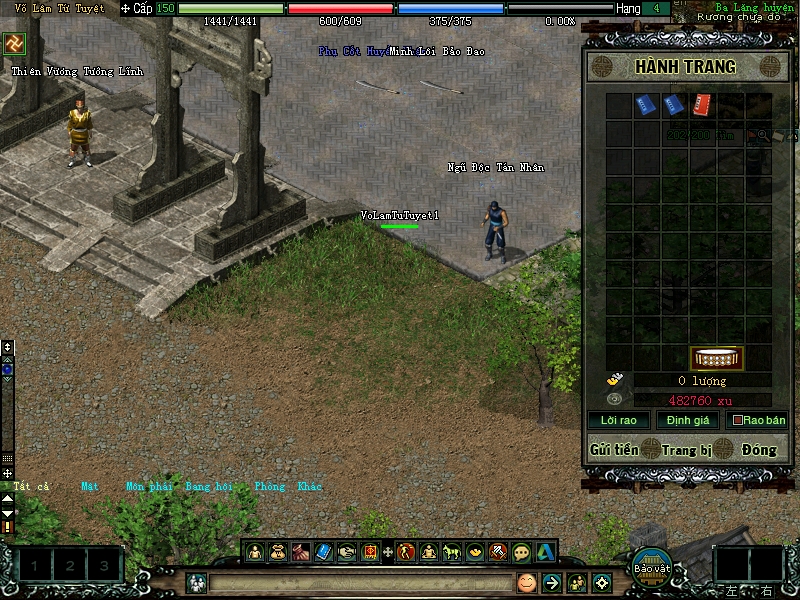 Võ Lâm Tứ Tuyệt
Cấp 150
Hạng 4
Ba Lăng huyện
1441/1441
600/609
375/375
0.00%
Rương chứa đồ
Minh Lôi Bảo Đao
Thiên Vương Tướng Lĩnh
HÀNH TRANG
Ngũ Độc Tán Nhân
VoLamTuTuyet1
0 lượng
482760 xu
Lời rao
Định giá
Rao bán
Gửi tiền
Trang bị
Đóng
Tất cả
Mật
Môn phái
Bang hội
Phòng
Khác
1
2
3
Bảo vật
左
右